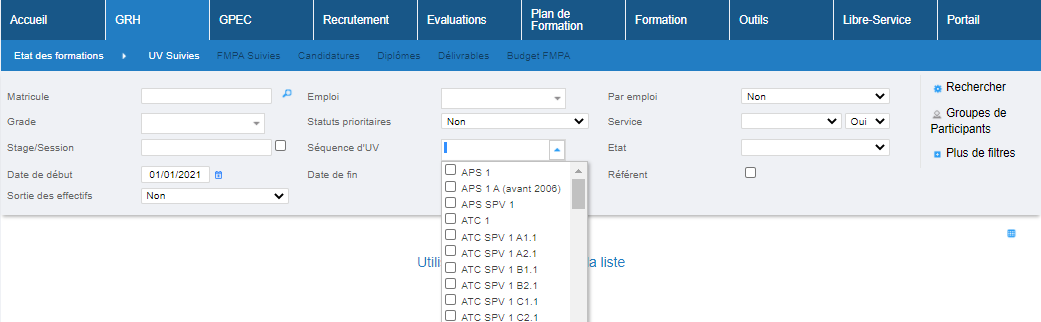 Accueil
GRH
GPEC
Recrutement
Evaluations
Plan de
Formation
Formation
Outils
Libre-Service
Portail
Etat des formations
UV Suivies
FMPA Suivies
Candidatures
Diplômes
Délivrables
Budget FMPA
Matricule
Emploi
Par emploi
Non
Rechercher
Grade
Statuts prioritaires
Non
Service
Oui
Groupes de
Participants
Stage/Session
Séquence d'UV
Etat
Plus de filtres
Date de début
01/01/2021
Date de fin
Référent
Sortie des effectifs
Non
APS 1
APS 1 A (avant 2006)
APS SPV 1
ATC 1
ATC SPV 1 A1.1
ATC SPV 1 A2.1
ATC SPV 1 B1.1
ATC SPV 1 B2.1
ATC SPV 1 C1.1
ATC SPV 1 C2.1
Utilis
la liste